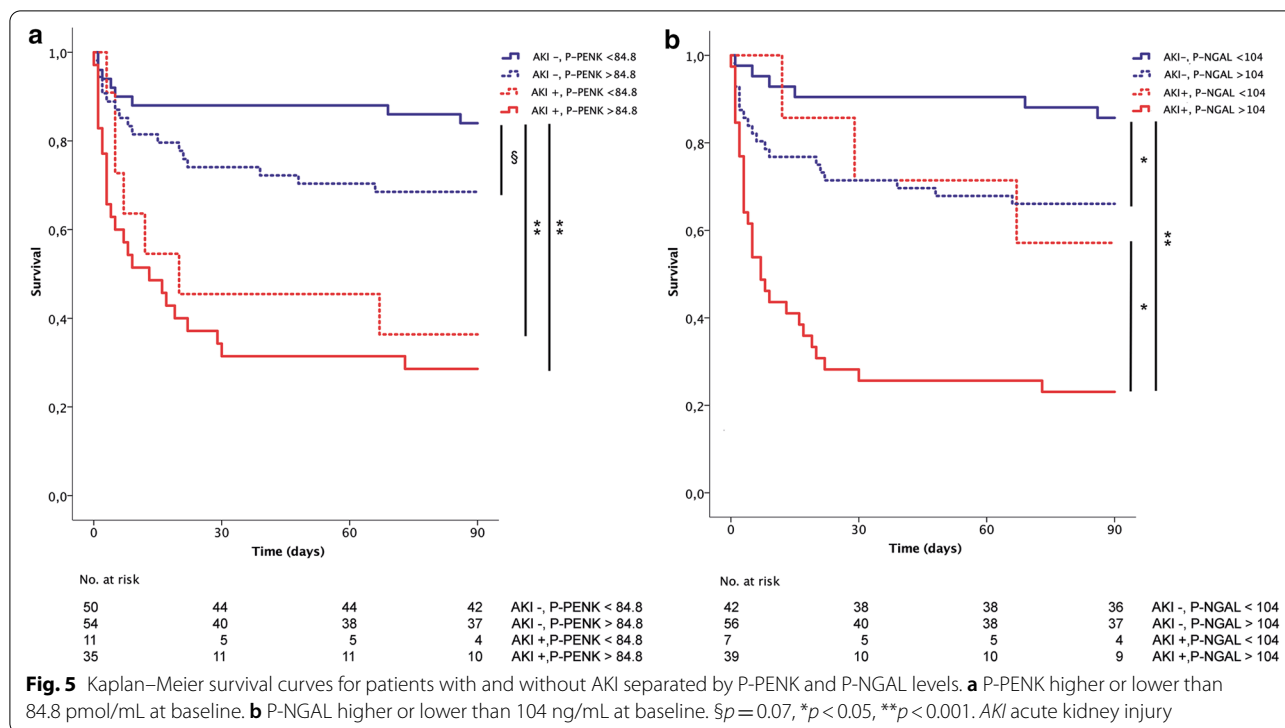 a
1,0
0,8
0,6
0,4
0,2
0,0
Survival
0
30
60
90
Time (days)
AKI -, P-PENK <84.8
AKI -, P-PENK >84.8
AKI +, P-PENK <84.8
AKI +, P-PENK >84.8
§
**
**
No. at risk
50 44 44 42 AKI -, P-PENK < 84.8
54 40 38 37 AKI -, P-PENK > 84.8
11 5 5 4 AKI +,P-PENK < 84.8
35 11 11 10 AKI +,P-PENK > 84.8
b
1,0
0,8
0,6
0,4
0,2
0,0
Survival
0
30
60
90
Time (days)
AKI-, P-NGAL <104
AKI-, P-NGAL >104
AKI+, P-NGAL <104
AKI+, P-NGAL >104
*
*
**
No. at risk
42 38 38 36 AKI -, P-NGAL < 104
56 40 38 37 AKI -, P-NGAL > 104
7 5 5 4 AKI +,P-NGAL < 104
39 10 10 9 AKI +,P-NGAL > 104
Fig. 5 Kaplan–Meier survival curves for patients with and without AKI separated by P-PENK and P-NGAL levels. a P-PENK higher or lower than
84.8 pmol/mL at baseline. b P-NGAL higher or lower than 104 ng/mL at baseline. §p = 0.07, *p < 0.05, **p < 0.001. AKI acute kidney injury